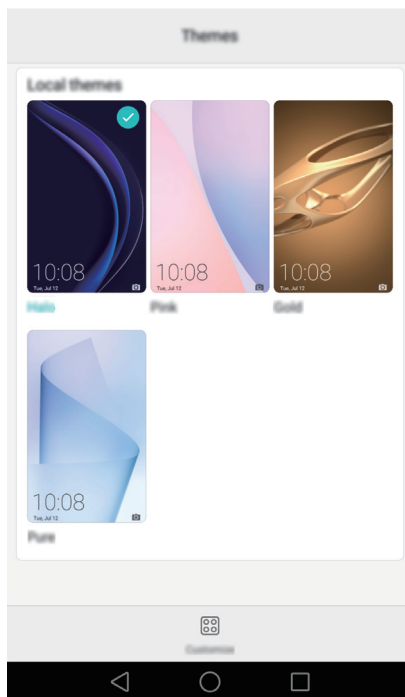 Themes
Local themes
10:08
Tue, Jul 12
10:08
Tue, Jul 12
10:08
Tue, Jul 12
Halo
Pink
Gold
10:08
Tue, Jul 12
Pure
Customize